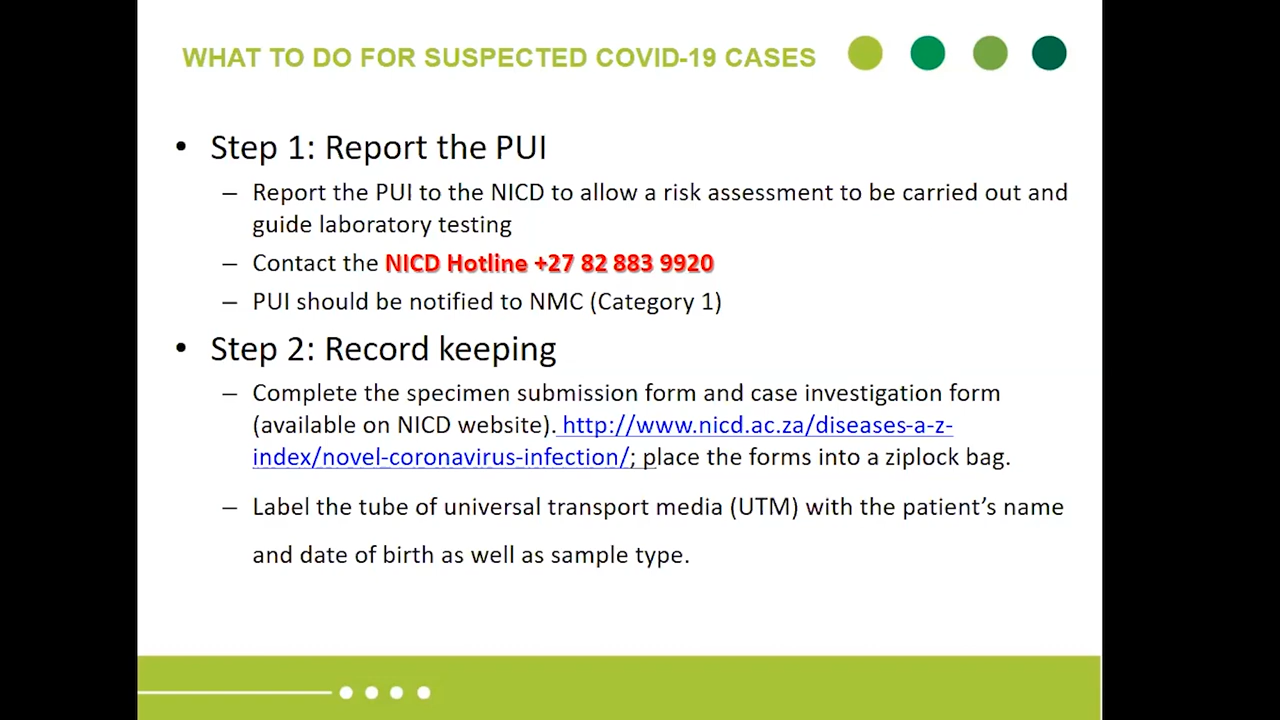 WHAT TO DO FOR SUSPECTED COVID-19 CASES
• Step 1: Report the PUI
– Report the PUI to the NICD to allow a risk assessment to be carried out and
guide laboratory testing
– Contact the NICD Hotline +27 82 883 9920
– PUI should be notified to NMC (Category 1)
• Step 2: Record keeping
– Complete the specimen submission form and case investigation form
(available on NICD website). http://www.nicd.ac.za/diseases-a-z-
index/novel-coronavirus-infection/; place the forms into a ziplock bag.
– Label the tube of universal transport media (UTM) with the patient’s name
and date of birth as well as sample type.